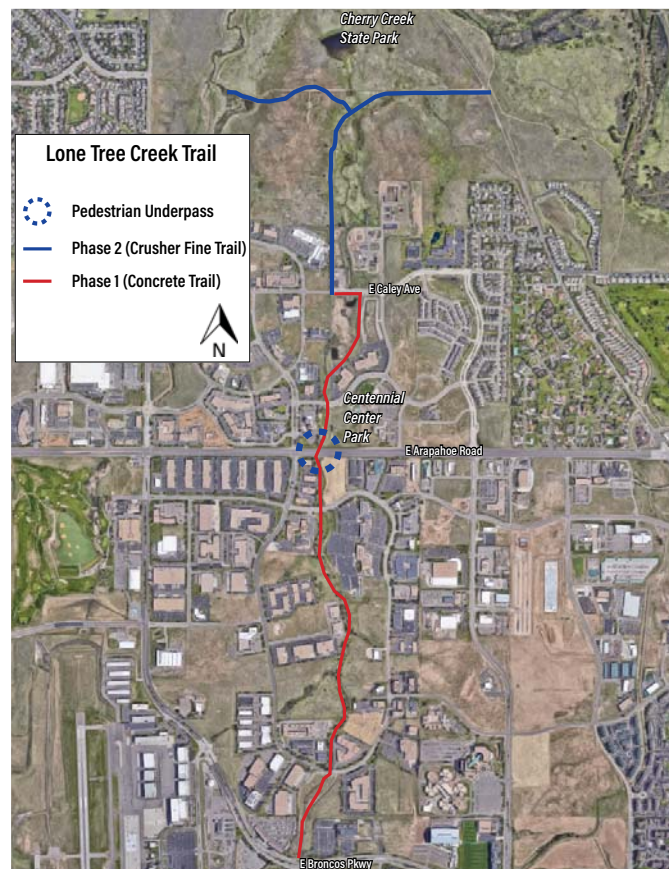 Cherry Creek
State Park
Lone Tree Creek Trail
Pedestrian Underpass
Phase 2 (Crusher Fine Trail)
Phase 1 (Concrete Trail)
N
E Caley Ave
Centennial
Center
Park
E Arapahoe Road
E Broncos Pkwy